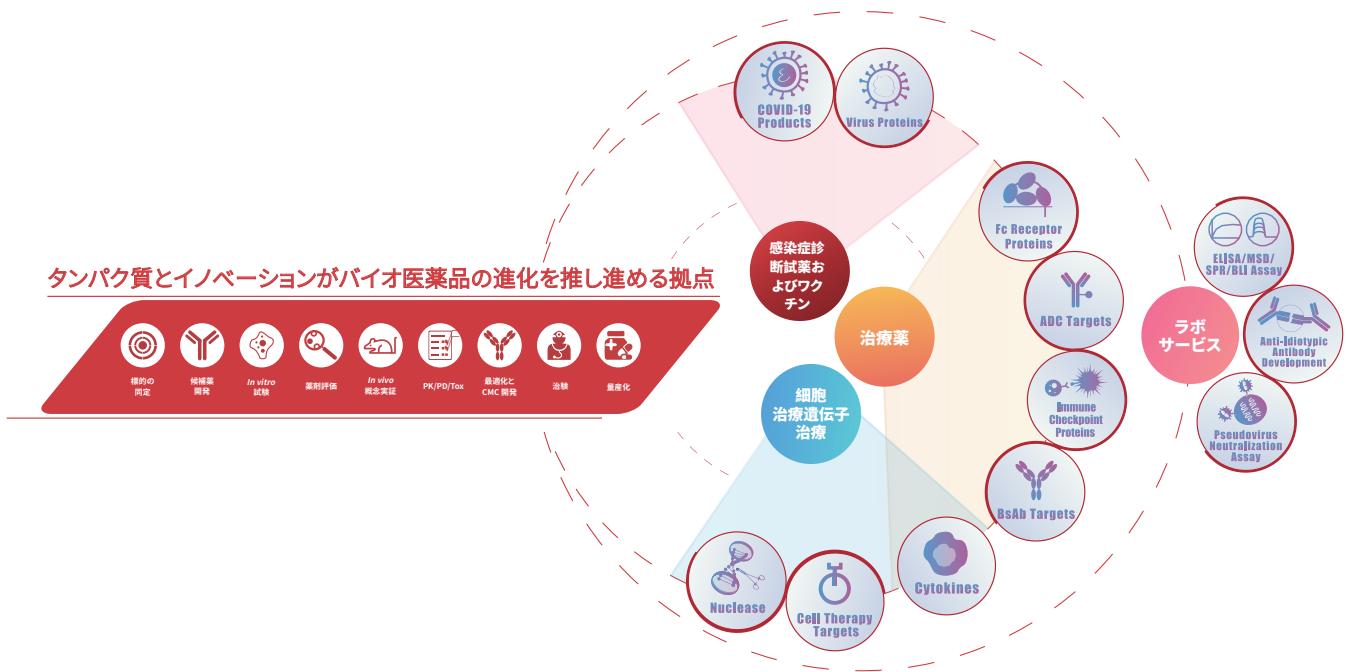 タンパク質とイノベーションがバイオ医薬品の進化を推し進める拠点
標的の
同定
候補薬
開発
In vitro
試験
薬剤評価
In vivo
概念実証
PK/PD/Tox
最適化と
CMC 開発
治験
量産化
COVID-19
Products
Virus Proteins
感染症診
断試薬お
よびワク
チン
治療薬
細胞
治療遺伝子
治療
Fc Receptor
Proteins
ADC Targets
Immune
Checkpoint
Proteins
BsAb Targets
Cytokines
Cell Therapy
Targets
Nuclease
ラボ
サービス
ELISA/MSD/
SPR/BLI Assay
Anti-Idiotypic
Antibody
Development
Pseudovirus
Neutralization
Assay